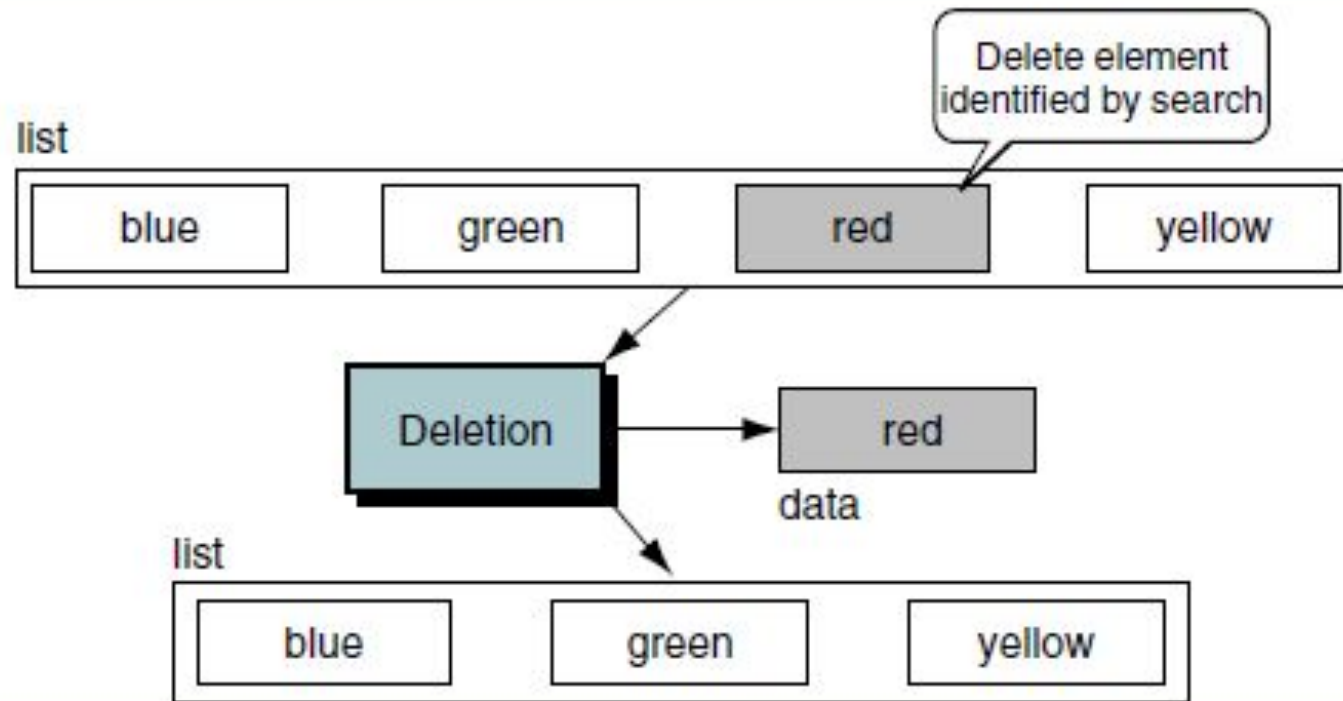 Delete element
identified by search
list
blue green red yellow
Deletion red
data
list
blue green yellow